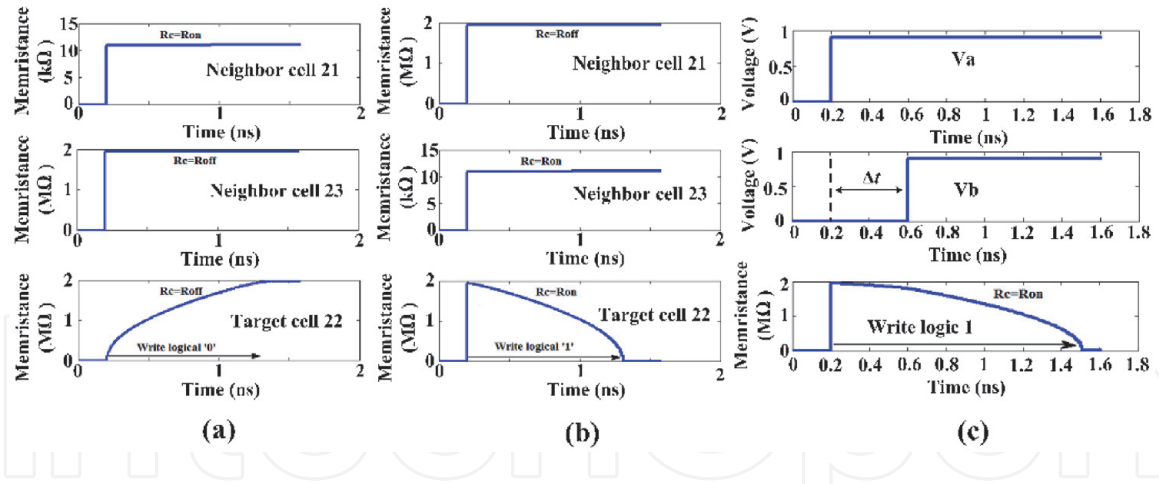 Memristance
(kΩ)
15
10
5
0
Rc=Ron
Neighbor cell 21
0
1
2
Time (ns)
Memristance
(MΩ)
2
1
0
Rc=Roff
Neighbor cell 23
0
1
2
Time (ns)
Memristance
(MΩ)
2
1
0
Rc=Roff
Target cell 22
Write logical '0'
0
1
2
Time (ns)
(a)
Memristance
(MΩ)
2
1
0
Rc=Roff
Neighbor cell 21
0
1
2
Time (ns)
Memristance
(kΩ)
15
10
5
0
Rc=Ron
Neighbor cell 23
0
1
2
Time (ns)
Memristance
(MΩ)
2
1
0
Rc=Ron
Target cell 22
Write logical '1'
0
1
2
Time (ns)
(b)
Voltage (V)
1
0.5
0
Va
0 0.2 0.4 0.6 0.8 1 1.2 1.4 1.6 1.8
Time (ns)
Voltage (V)
1
0.5
0
Δt
Vb
0 0.2 0.4 0.6 0.8 1 1.2 1.4 1.6 1.8
Time (ns)
Memristance
(MΩ)
2
1
0
Rc=Ron
Write logic 1
0 0.2 0.4 0.6 0.8 1 1.2 1.4 1.6 1.8
Time (ns)
(c)